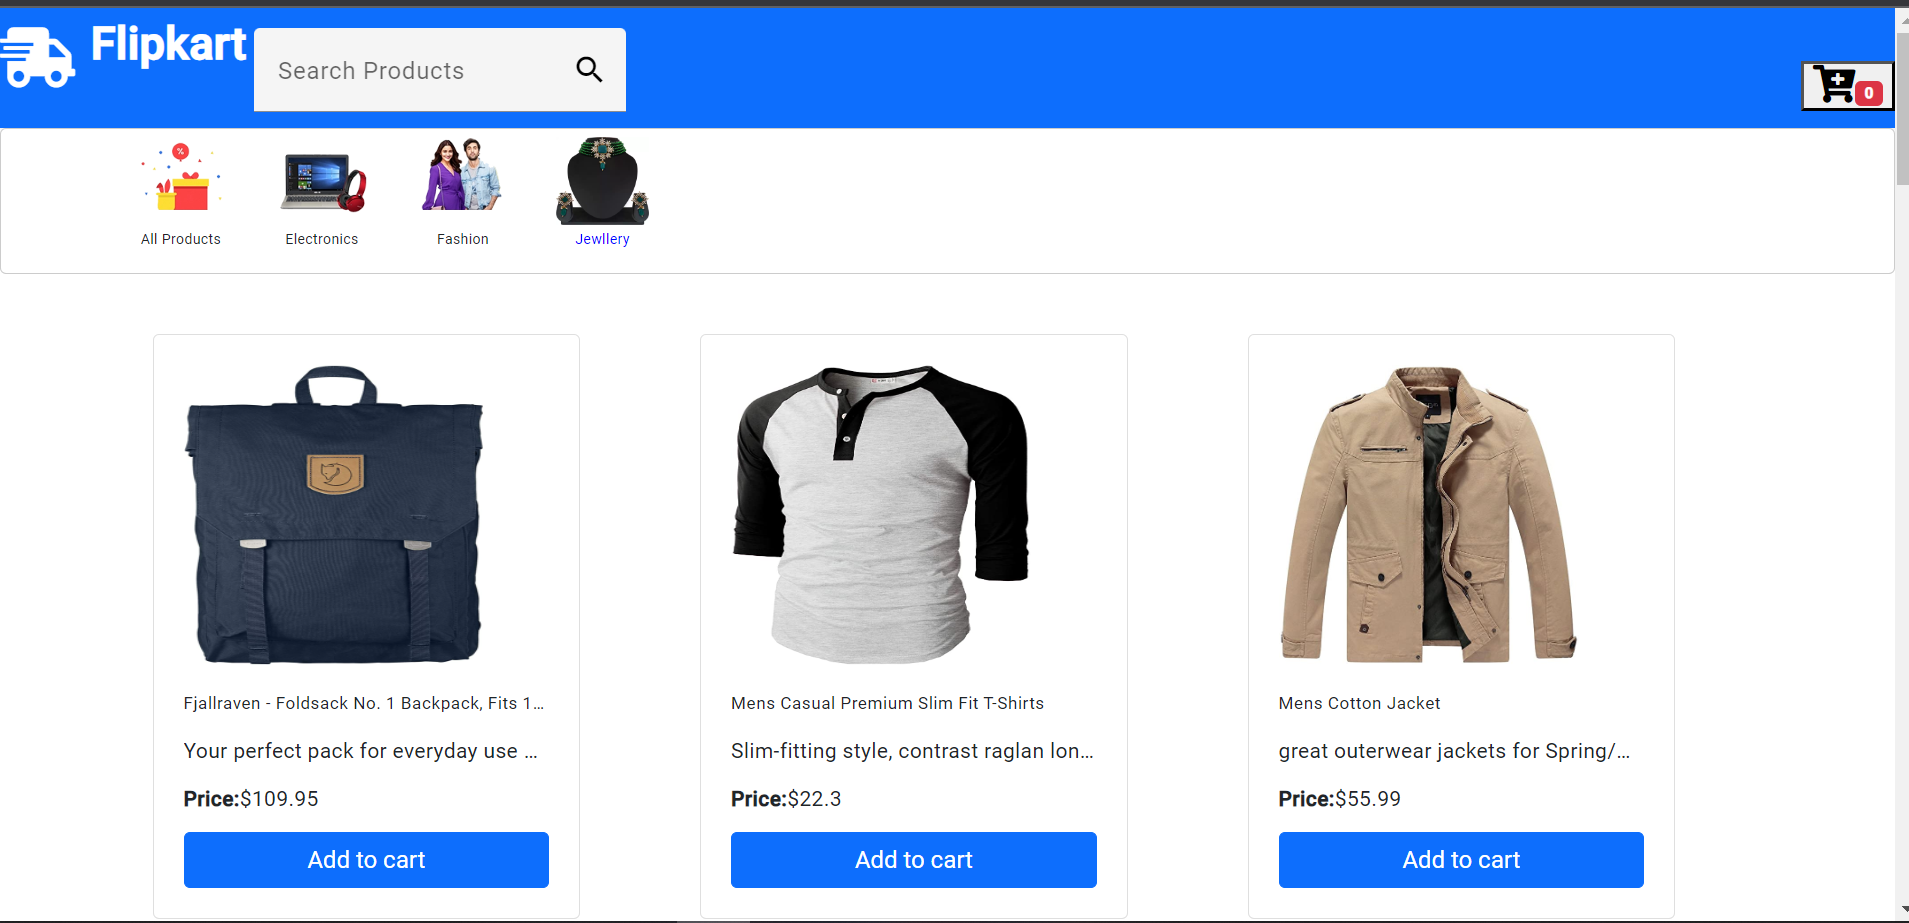 Flipkart
Search Products
0
%
All Products
Electronics
Fashion
Jewllery
Fjallraven - Foldsack No. 1 Backpack, Fits 1...
Your perfect pack for everyday use ...
Price:$109.95
Add to cart
Mens Casual Premium Slim Fit T-Shirts
Slim-fitting style, contrast raglan lon...
Price:$22.3
Add to cart
Mens Cotton Jacket
great outerwear jackets for Spring/...
Price:$55.99
Add to cart